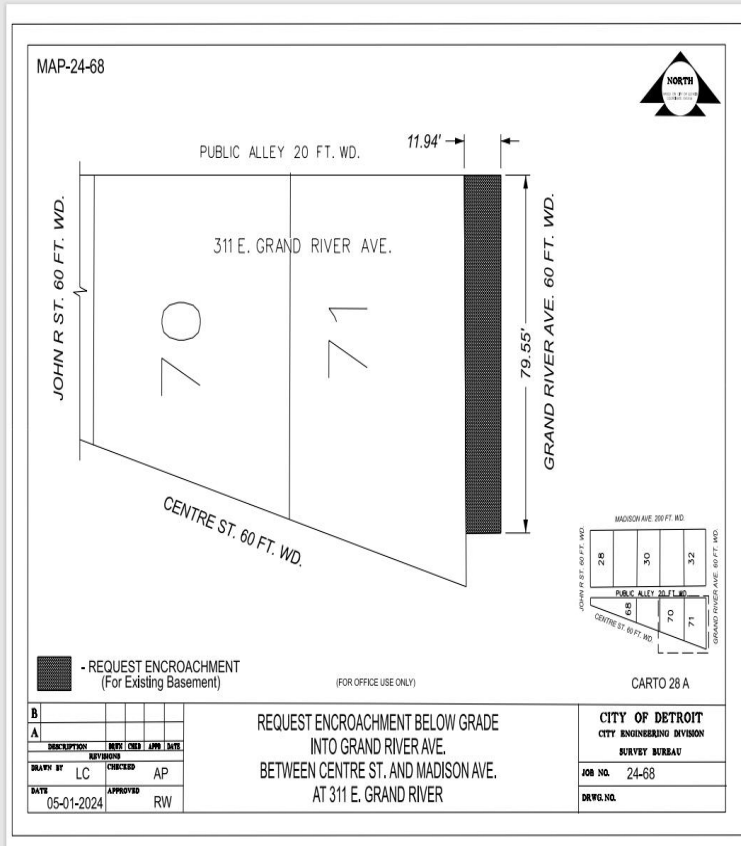 MAP-24-68
NORTH
11.94'
PUBLIC ALLEY 20 FT. WD.
JOHN R ST. 60 FT. WD.
311 E. GRAND RIVER AVE.
70
71
79.55'
GRAND RIVER AVE. 60 FT. WD.
CENTRE ST. 60 FT. WD.
MADISON AVE. 200 FT. WD.
JOHN R ST. 60 FT. WD.
28
30
32
GRAND RIVER AVE. 60 FT. WD.
PUBLIC ALLEY 20 FT. WD.
68
70
71
CENTRE ST. 60 FT. WD.
CARTO 28 A
- REQUEST ENCROACHMENT
(For Existing Basement)
(FOR OFFICE USE ONLY)
B
A
DESCRIPTION DRWN CHKD APPD DATE
REVISIONS
DRAWN BY LC CHECKED AP
DATE 05-01-2024 APPROVED RW
REQUEST ENCROACHMENT BELOW GRADE
INTO GRAND RIVER AVE.
BETWEEN CENTRE ST. AND MADISON AVE.
AT 311 E. GRAND RIVER
CITY OF DETROIT
CITY ENGINEERING DIVISION
SURVEY BUREAU
JOB NO. 24-68
DRWG. NO.